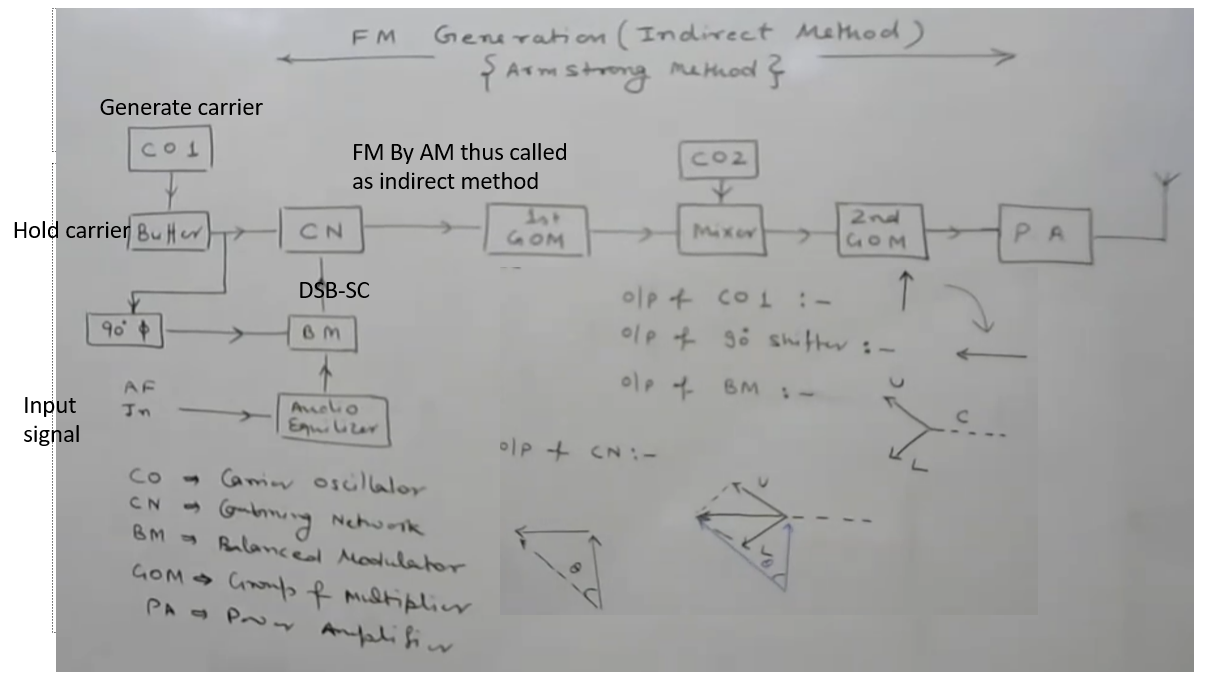 FM Generation (Indirect Method)
{Armstrong Method}
Generate carrier
CO1
FM By AM thus called
as indirect method
CO2
Hold carrier
Buffer
CN
1st
GOM
Mixer
2nd
GOM
PA
DSB-SC
90° ϕ
BM
AF
In
Input
signal
Audio
Equilizer
o/p of CO1 :-
o/p of 90° shifter :-
o/p of BM :-
U
C
L
o/p of CN :-
U
L
θ
θ
CO ⇒ Carrier Oscillator
CN ⇒ Combining Network
BM ⇒ Balanced Modulator
GOM ⇒ Group of Multiplier
PA ⇒ Power Amplifier